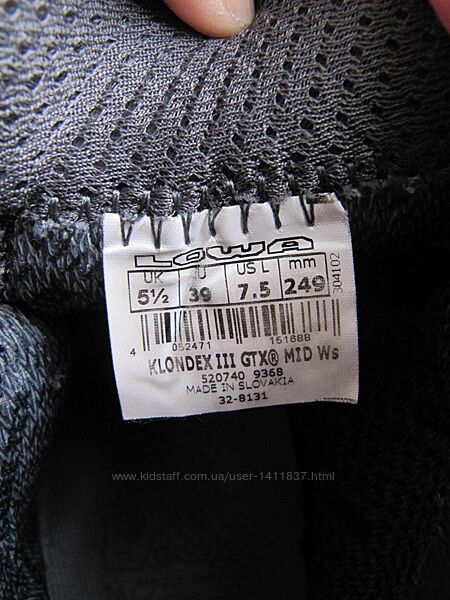 LOWA
UK EU US L mm
5½ 39 7.5 249
304102
4 052471 151688
KLONDEX III GTX® MID Ws
520740 9368
MADE IN SLOVAKIA
32-8131
www.kidstaff.com.ua/user-1411837.html